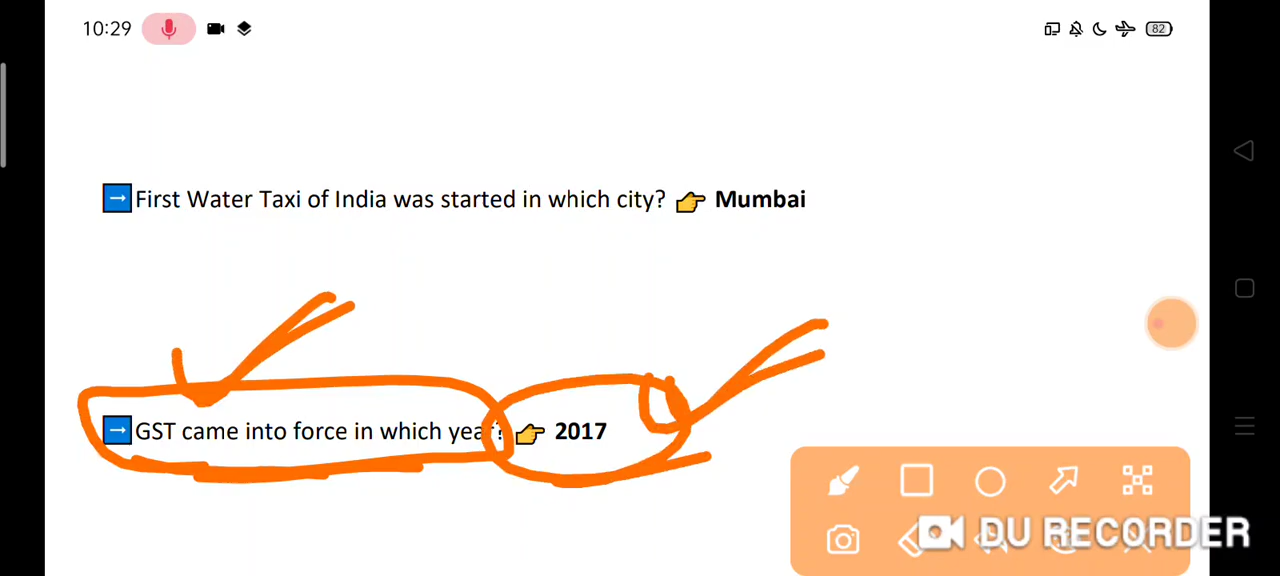 10:29
82
➡️First Water Taxi of India was started in which city? 👉 Mumbai
➡️GST came into force in which year? 👉 2017
DU RECORDER